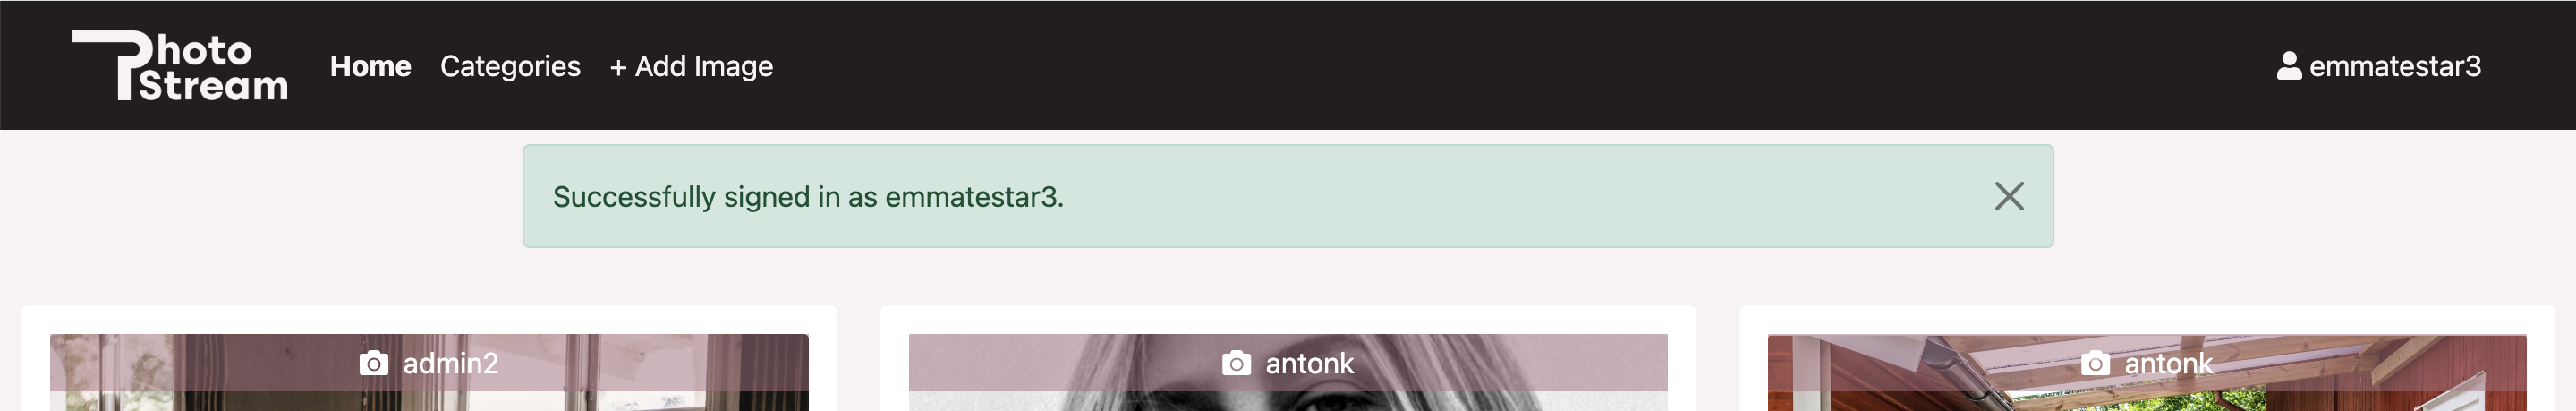 Photo
Stream
Home Categories + Add Image emmatestar3
Successfully signed in as emmatestar3.
admin2 antonk antonk